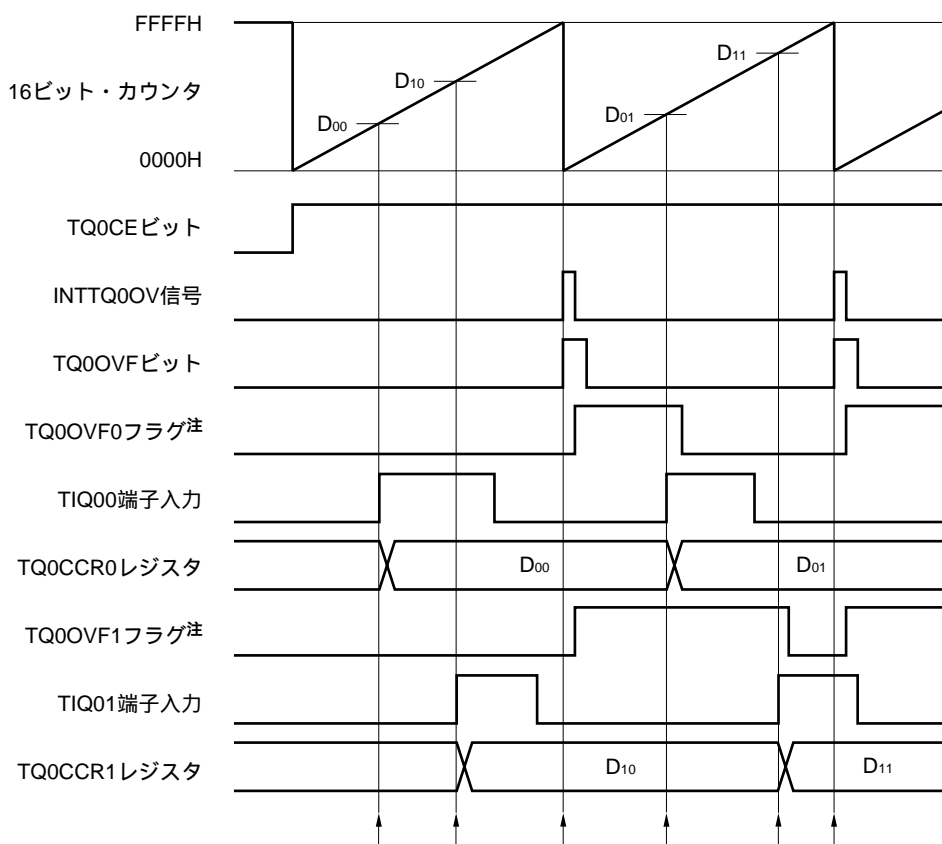 FFFFH
16ビット・カウンタ
D10
D11
D00
D01
0000H
TQ0CEビット
INTTQ0OV信号
TQ0OVFビット
TQ0OVF0フラグ注
TIQ00端子入力
TQ0CCR0レジスタ
D00
D01
TQ0OVF1フラグ注
TIQ01端子入力
TQ0CCR1レジスタ
D10
D11